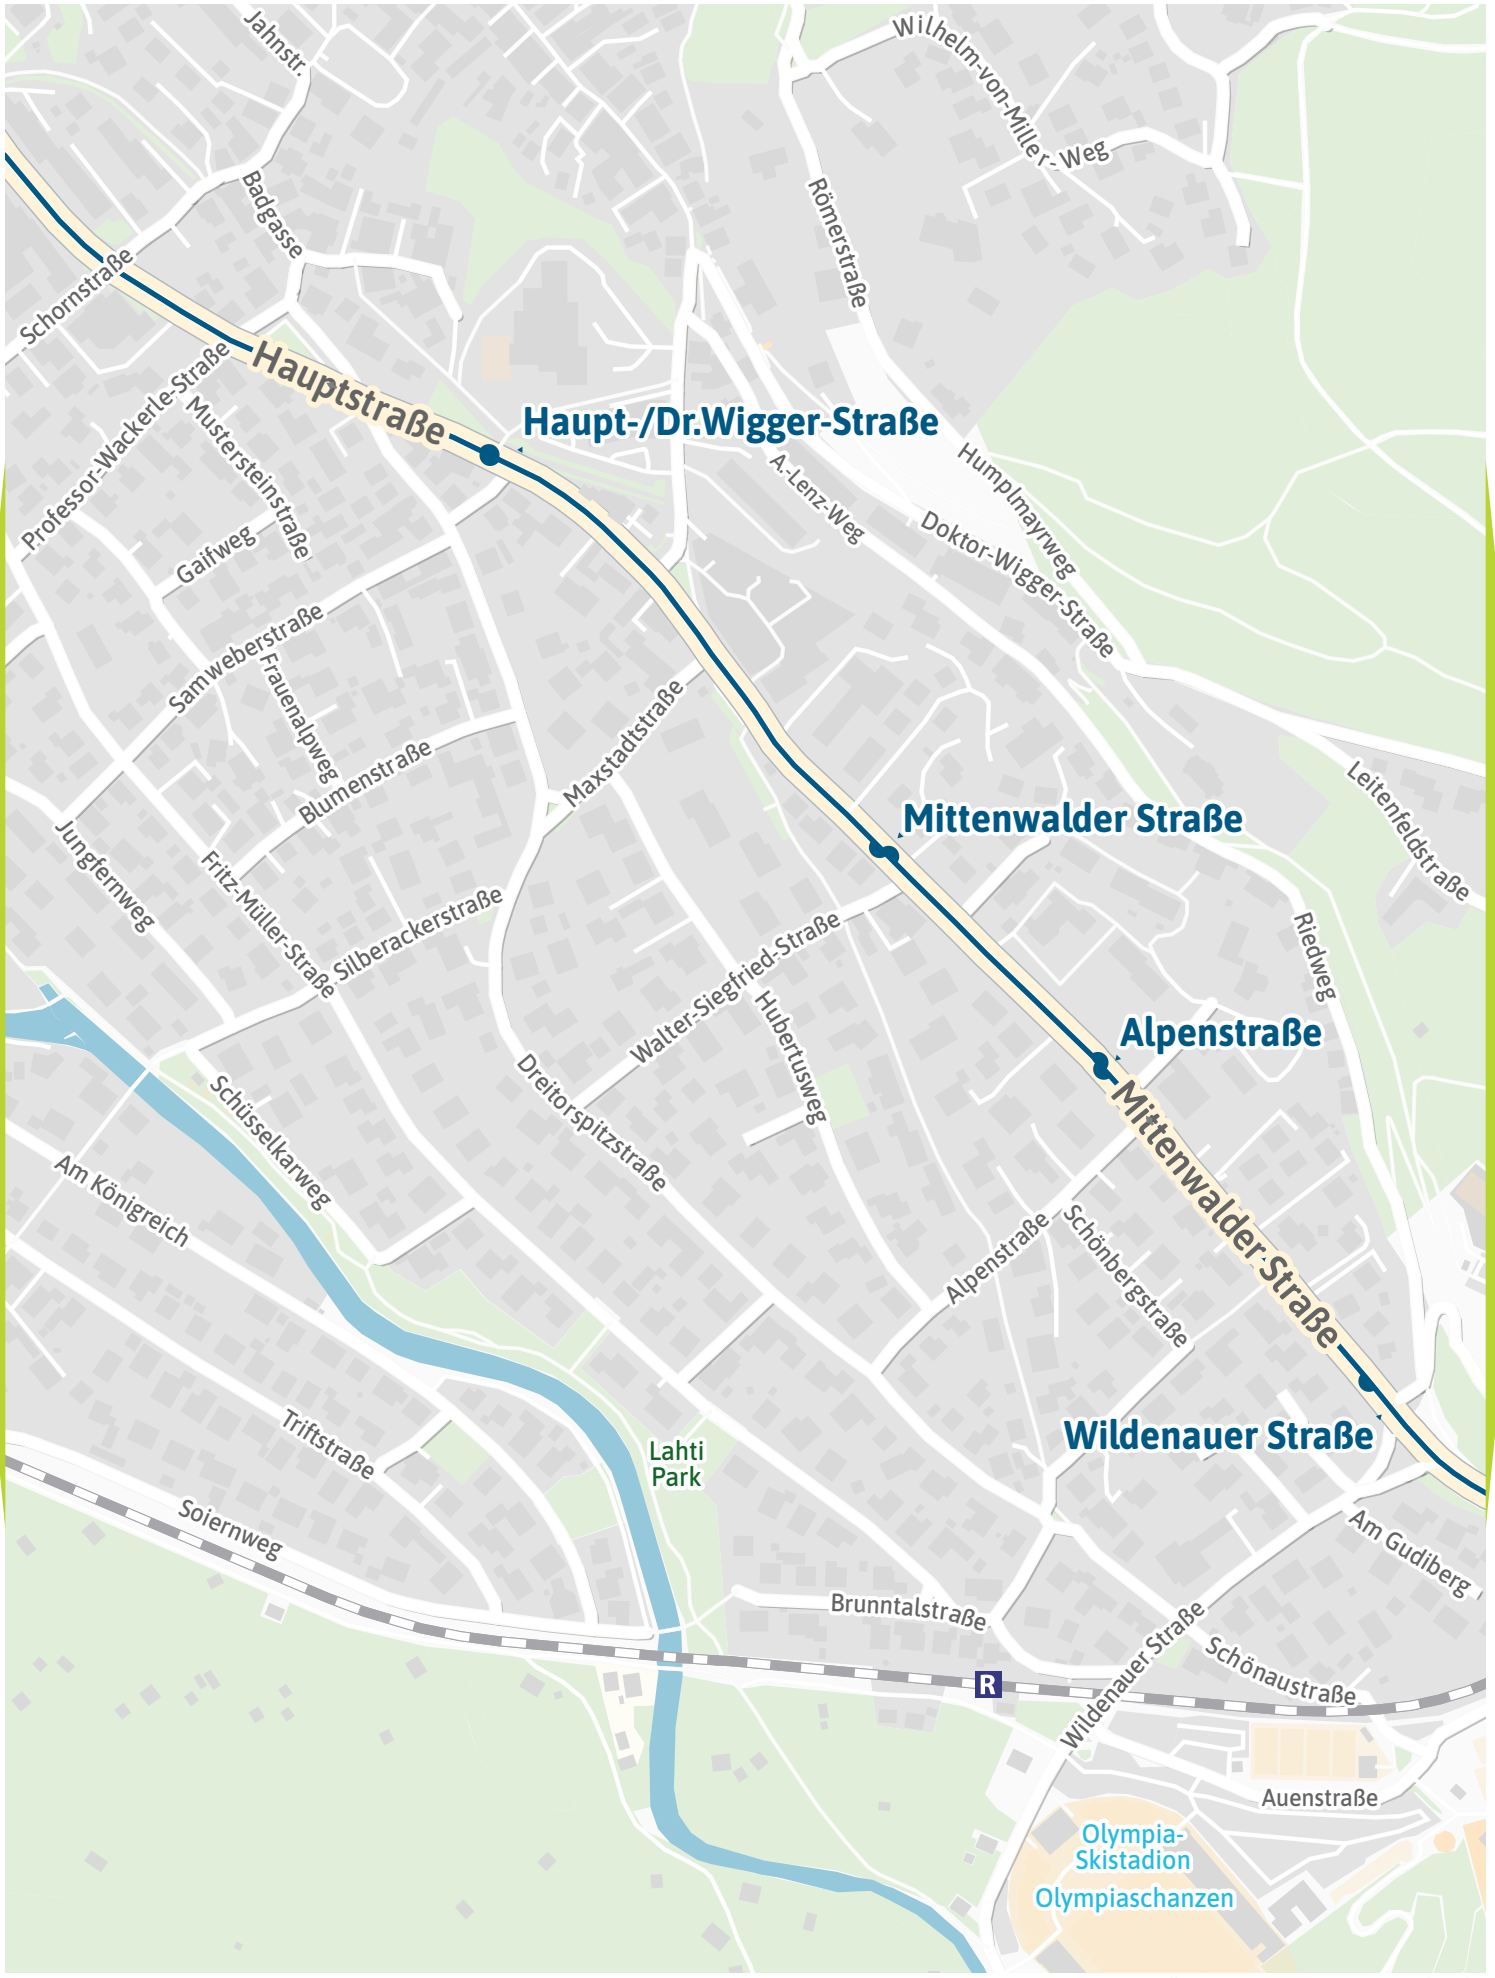 Jahnstr.
Wilhelm-von-Miller-Weg
Badgasse
Römerstraße
Schornstraße
Hauptstraße
Professor-Wackerle-Straße
Mustersteinstraße
Haupt-/Dr.Wigger-Straße
A.-Lenz-Weg
Humplmayrweg
Doktor-Wigger-Straße
Gaifweg
Samweberstraße
Frauenalpweg
Blumenstraße
Maxstadtstraße
Mittenwalder Straße
Leitenfeldstraße
Jungfernweg
Fritz-Müller-Straße
Silberackerstraße
Walter-Siegfried-Straße
Riedweg
Hubertusweg
Alpenstraße
Dreitorspitzstraße
Schüsselkarweg
Mittenwalder Straße
Am Königreich
Alpenstraße
Schönbergstraße
Triftstraße
Wildenauer Straße
Lahti
Park
Soiernweg
Am Gudiberg
Brunntalstraße
Wildenauer Straße
Schönaustraße
R
Auenstraße
Olympia-
Skistadion
Olympiaschanzen